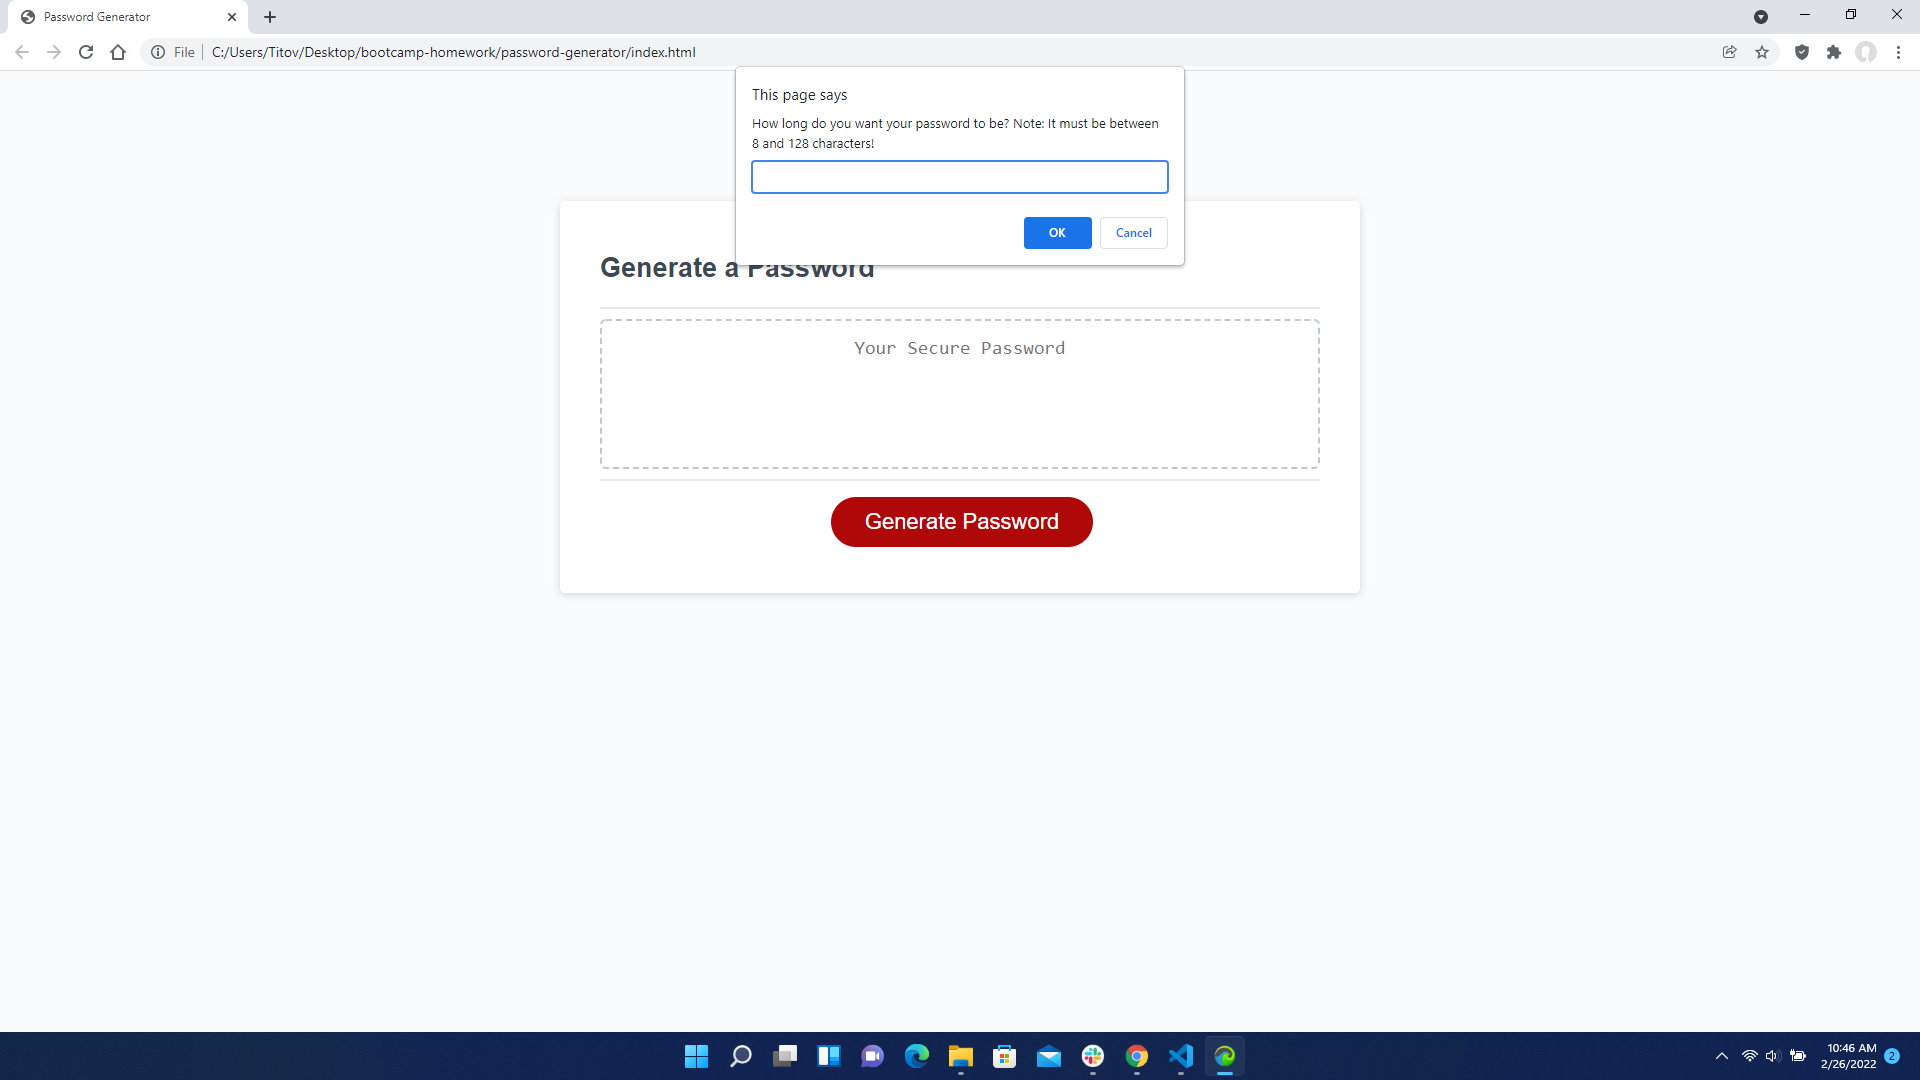 Password Generator
File
C:/Users/Titov/Desktop/bootcamp-homework/password-generator/index.html
This page says
How long do you want your password to be? Note: It must be between
8 and 128 characters!
OK
Cancel
Generate a Password
Your Secure Password
Generate Password
10:46 AM
2/26/2022
2